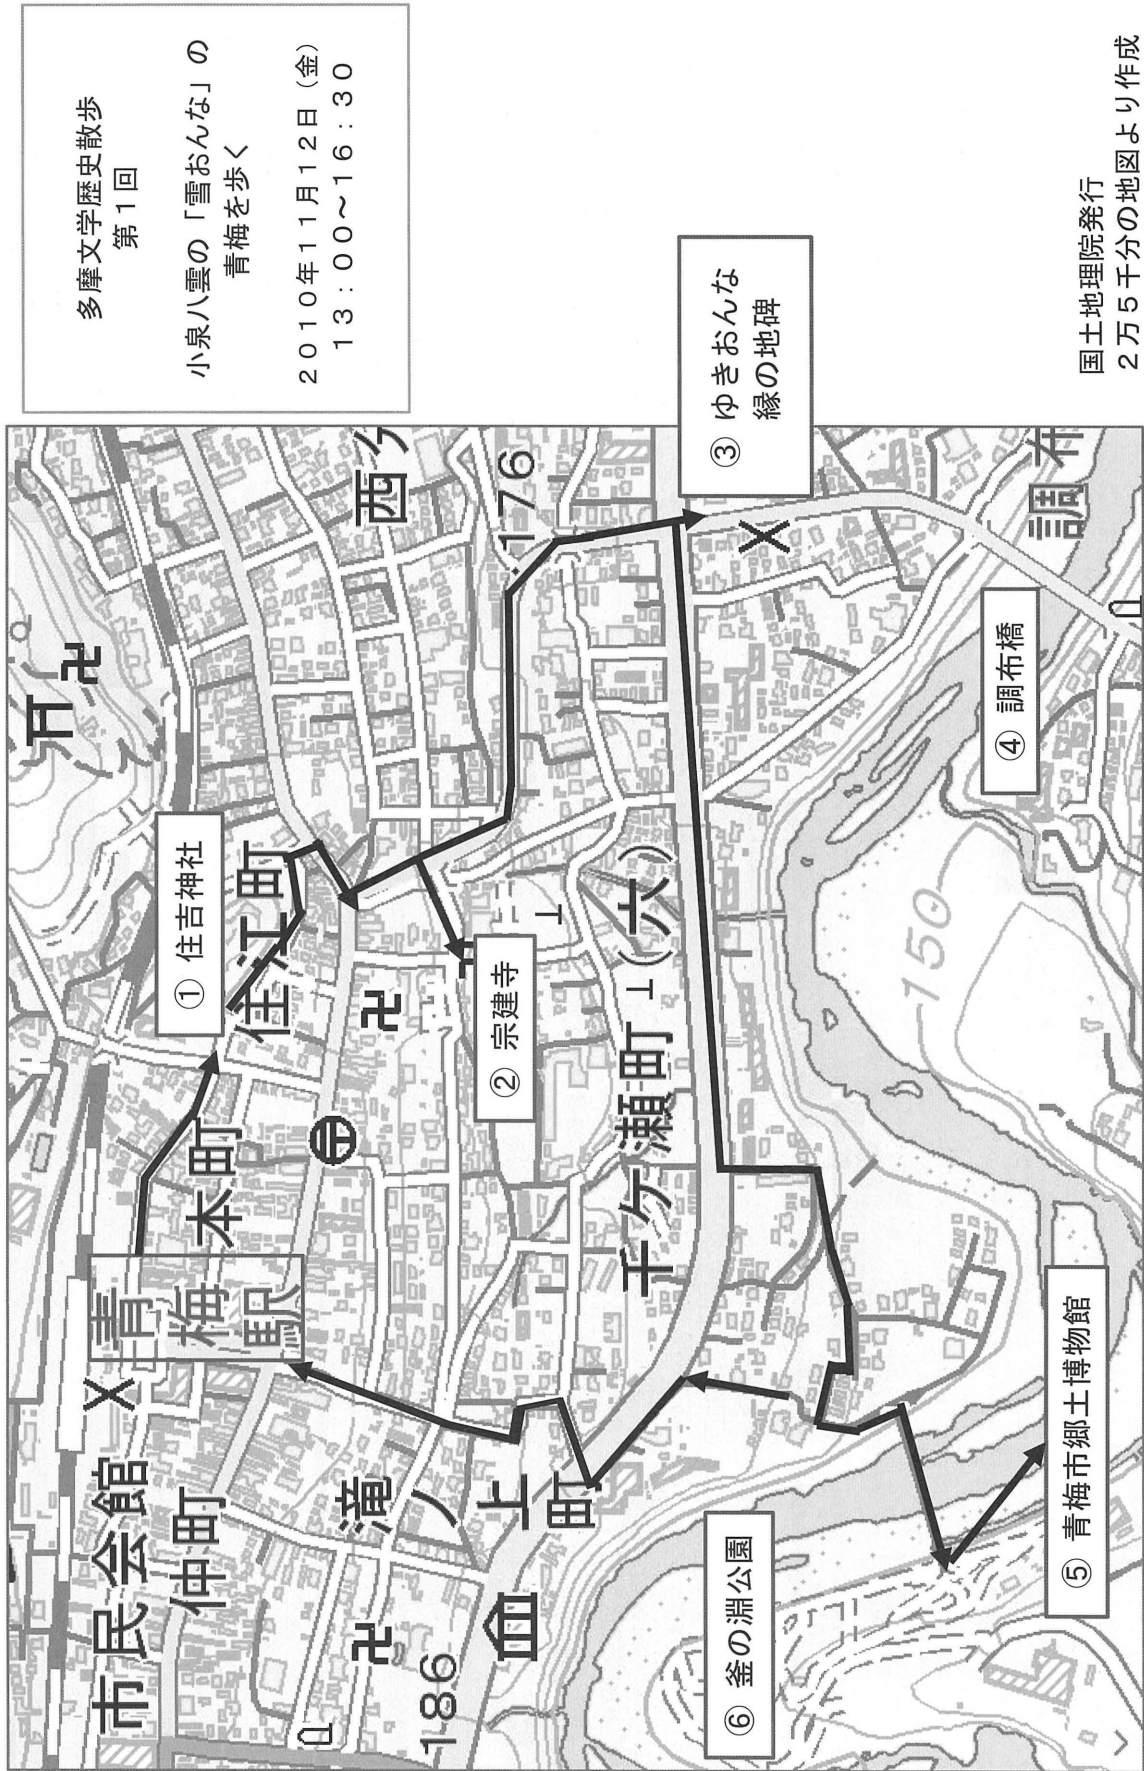 多摩文学歴史散歩
第１回
小泉八雲の「雪おんな」の
青梅を歩く
２０１０年１１月１２日（金）
１３：００～１６：３０
市民会館
仲町
青梅駅
本町
① 住吉神社
住江町
滝ノ上町
186
② 宗建寺
西ケ
176
千ケ瀬町（六）
③ ゆきおんな
縁の地碑
⑥ 釜の淵公園
150
④ 調布橋
調布
⑤ 青梅市郷土博物館
国土地理院発行
２万５千分の地図より作成